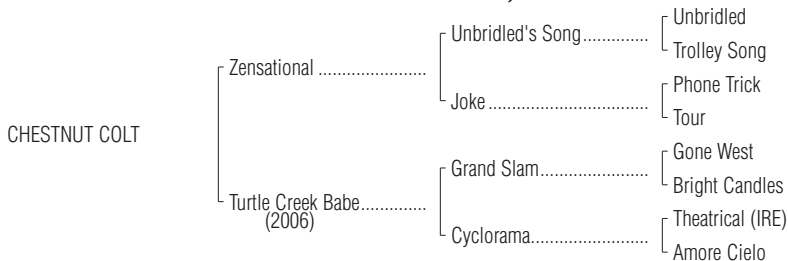 Unbridled
Unbridled's Song..............
Trolley Song
Zensational .......................
Phone Trick
Joke..................................
Tour
CHESTNUT COLT
Gone West
Grand Slam.......................
Bright Candles
Turtle Creek Babe..............
(2006)
Theatrical (IRE)
Cyclorama.........................
Amore Cielo